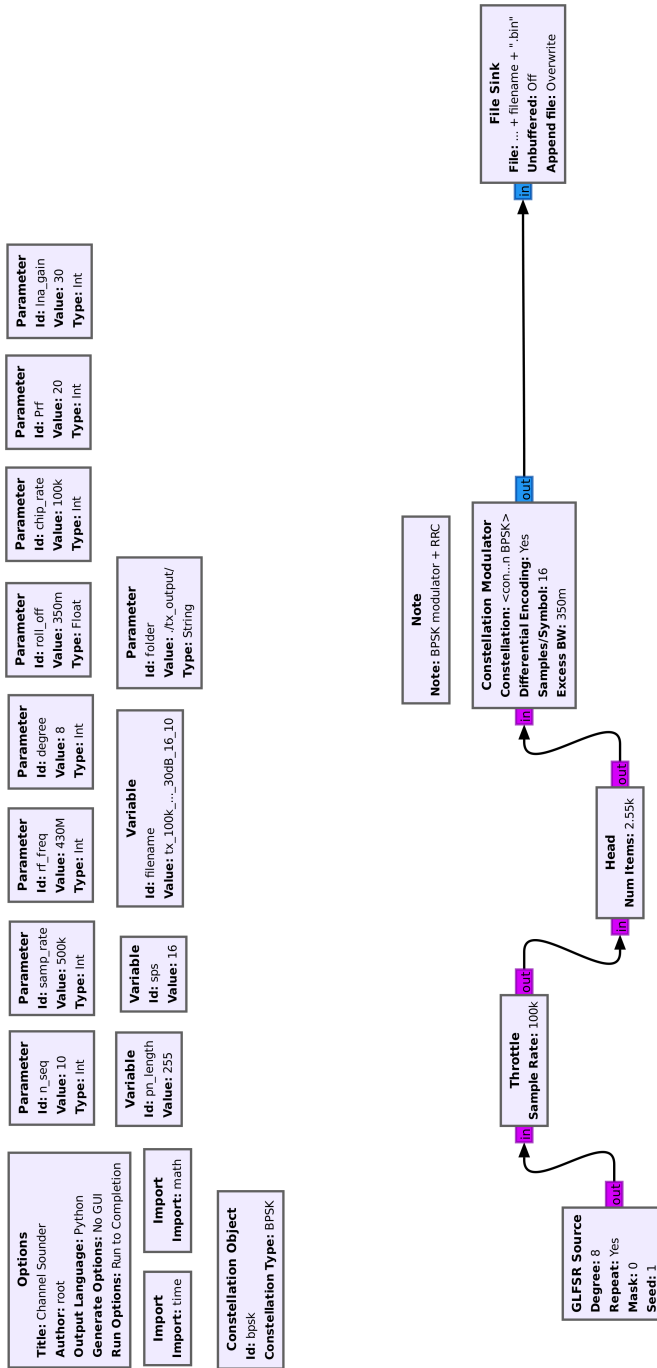 Options
Title: Channel Sounder
Author: root
Output Language: Python
Generate Options: No GUI
Run Options: Run to Completion
Parameter
Id: n_seq
Value: 10
Type: Int
Parameter
Id: samp_rate
Value: 500k
Type: Int
Parameter
Id: rf_freq
Value: 430M
Type: Int
Parameter
Id: degree
Value: 8
Type: Int
Parameter
Id: roll_off
Value: 350m
Type: Float
Parameter
Id: chip_rate
Value: 100k
Type: Int
Parameter
Id: Prf
Value: 20
Type: Int
Parameter
Id: lna_gain
Value: 30
Type: Int
Import
Import: time
Import
Import: math
Variable
Id: pn_length
Value: 255
Variable
Id: sps
Value: 16
Variable
Id: filename
Value: tx_100k_..._30dB_16_10
Parameter
Id: folder
Value: ./tx_output/
Type: String
Constellation Object
Id: bpsk
Constellation Type: BPSK
Note
Note: BPSK modulator + RRC
GLFSR Source
Degree: 8
Repeat: Yes
Mask: 0
Seed: 1
out
in
Throttle
Sample Rate: 100k
out
in
Head
Num Items: 2.55k
out
in
Constellation Modulator
Constellation: <con...n BPSK>
Differential Encoding: Yes
Samples/Symbol: 16
Excess BW: 350m
out
in
File Sink
File: ... + filename + ".bin"
Unbuffered: Off
Append file: Overwrite